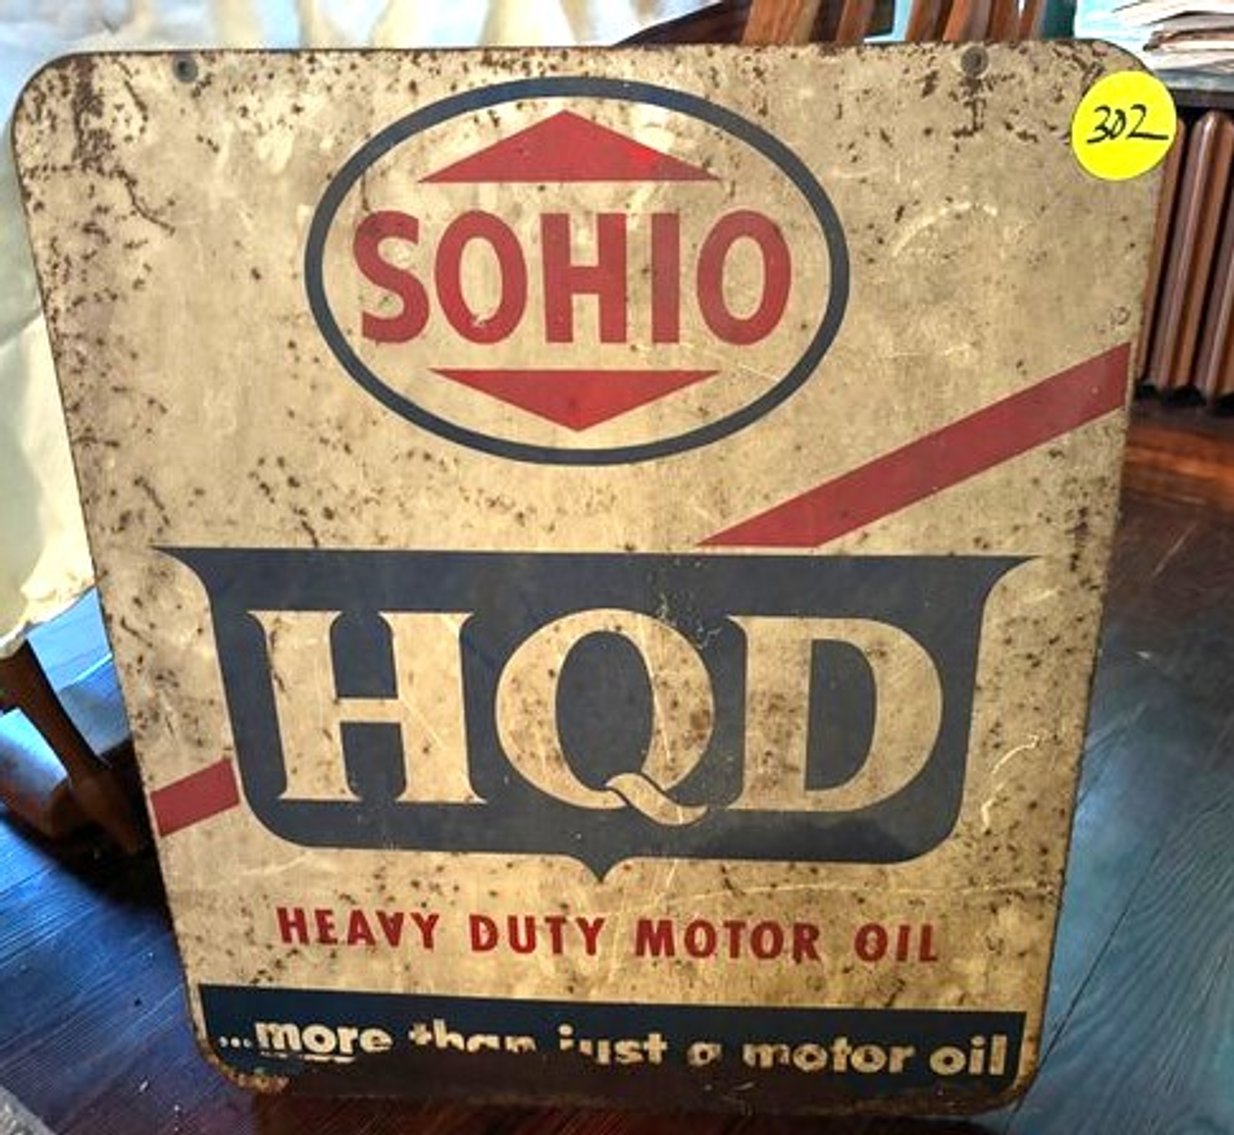 302
SOHIO
HQD
HEAVY DUTY MOTOR OIL
...more than just a motor oil